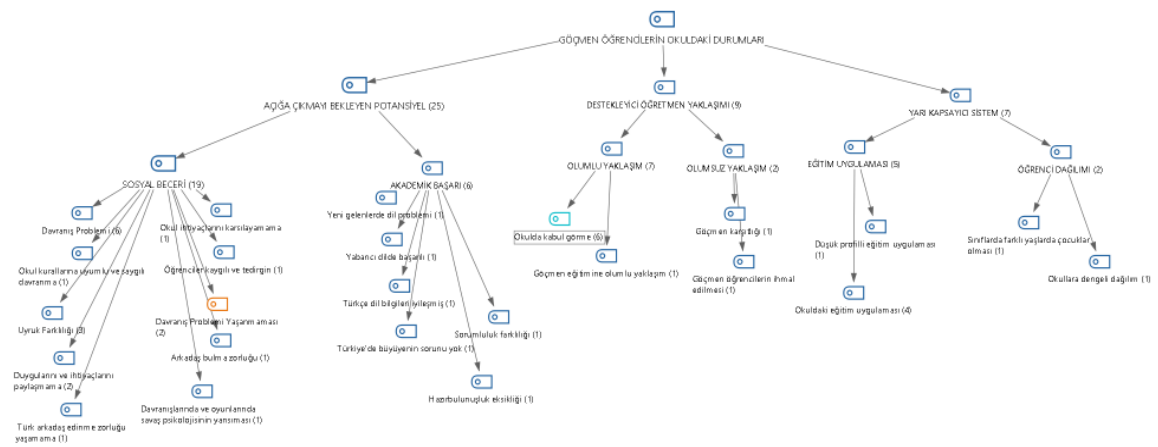 GÖÇMEN ÖĞRENCİLERİN OKULDAKİ DURUMLARI
AÇIĞA ÇIKMAYI BEKLEYEN POTANSİYEL (25)
DESTEKLEYİCİ ÖĞRETMEN YAKLAŞIMI (9)
YARI KAPSAYICI SİSTEM (7)
SOSYAL BECERİ (19)
AKADEMİK BAŞARI (6)
OLUMLU YAKLAŞIM (7)
OLUMSUZ YAKLAŞIM (2)
EĞİTİM UYGULAMASI (5)
ÖĞRENCİ DAĞILIMI (2)
Davranış Problemi (6)
Okul ihtiyaçlarını karşılayamama
(1)
Okul kurallarına uyumlu ve saygılı
davranma (1)
Öğrenciler kaygılı ve tedirgin (1)
Uyruk Farklılığı (3)
Davranış Problemi Yaşanmaması
(2)
Arkadaş bulma zorluğu (1)
Duygularını ve ihtiyaçlarını
paylaşmama (2)
Türk arkadaş edinme zorluğu
yaşamama (1)
Davranışlarında ve oyunlarında
savaş psikolojisinin yansıması (1)
Yeni gelenlerde dil problemi (1)
Yabancı dilde başarılı (1)
Türkçe dil bilgileri iyileşmiş (1)
Türkiye'de büyüyenin sorunu yok (1)
Sorumluluk farklılığı (1)
Hazırbulunuşluk eksikliği (1)
Okulda kabul görme (6)
Göçmen eğitimine olumlu yaklaşım (1)
Göçmen karşıtlığı (1)
Göçmen öğrencilerin ihmal
edilmesi (1)
Düşük profilli eğitim uygulaması
(1)
Okuldaki eğitim uygulaması (4)
Sınıflarda farklı yaşlarda çocuklar
olması (1)
Okullara dengeli dağılım (1)